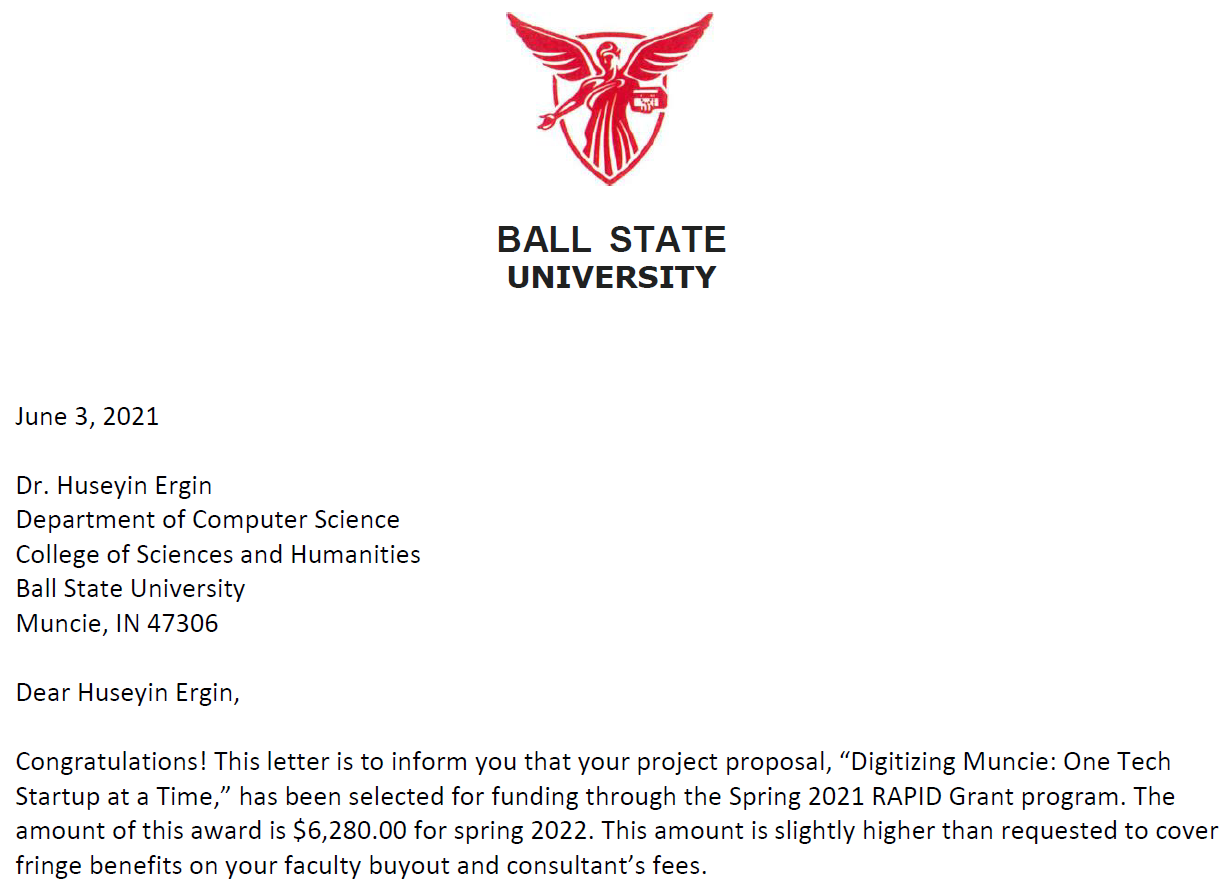 BALL STATE
UNIVERSITY
June 3, 2021
Dr. Huseyin Ergin
Department of Computer Science
College of Sciences and Humanities
Ball State University
Muncie, IN 47306
Dear Huseyin Ergin,
Congratulations! This letter is to inform you that your project proposal, “Digitizing Muncie: One Tech
Startup at a Time,” has been selected for funding through the Spring 2021 RAPID Grant program. The
amount of this award is $6,280.00 for spring 2022. This amount is slightly higher than requested to cover
fringe benefits on your faculty buyout and consultant’s fees.